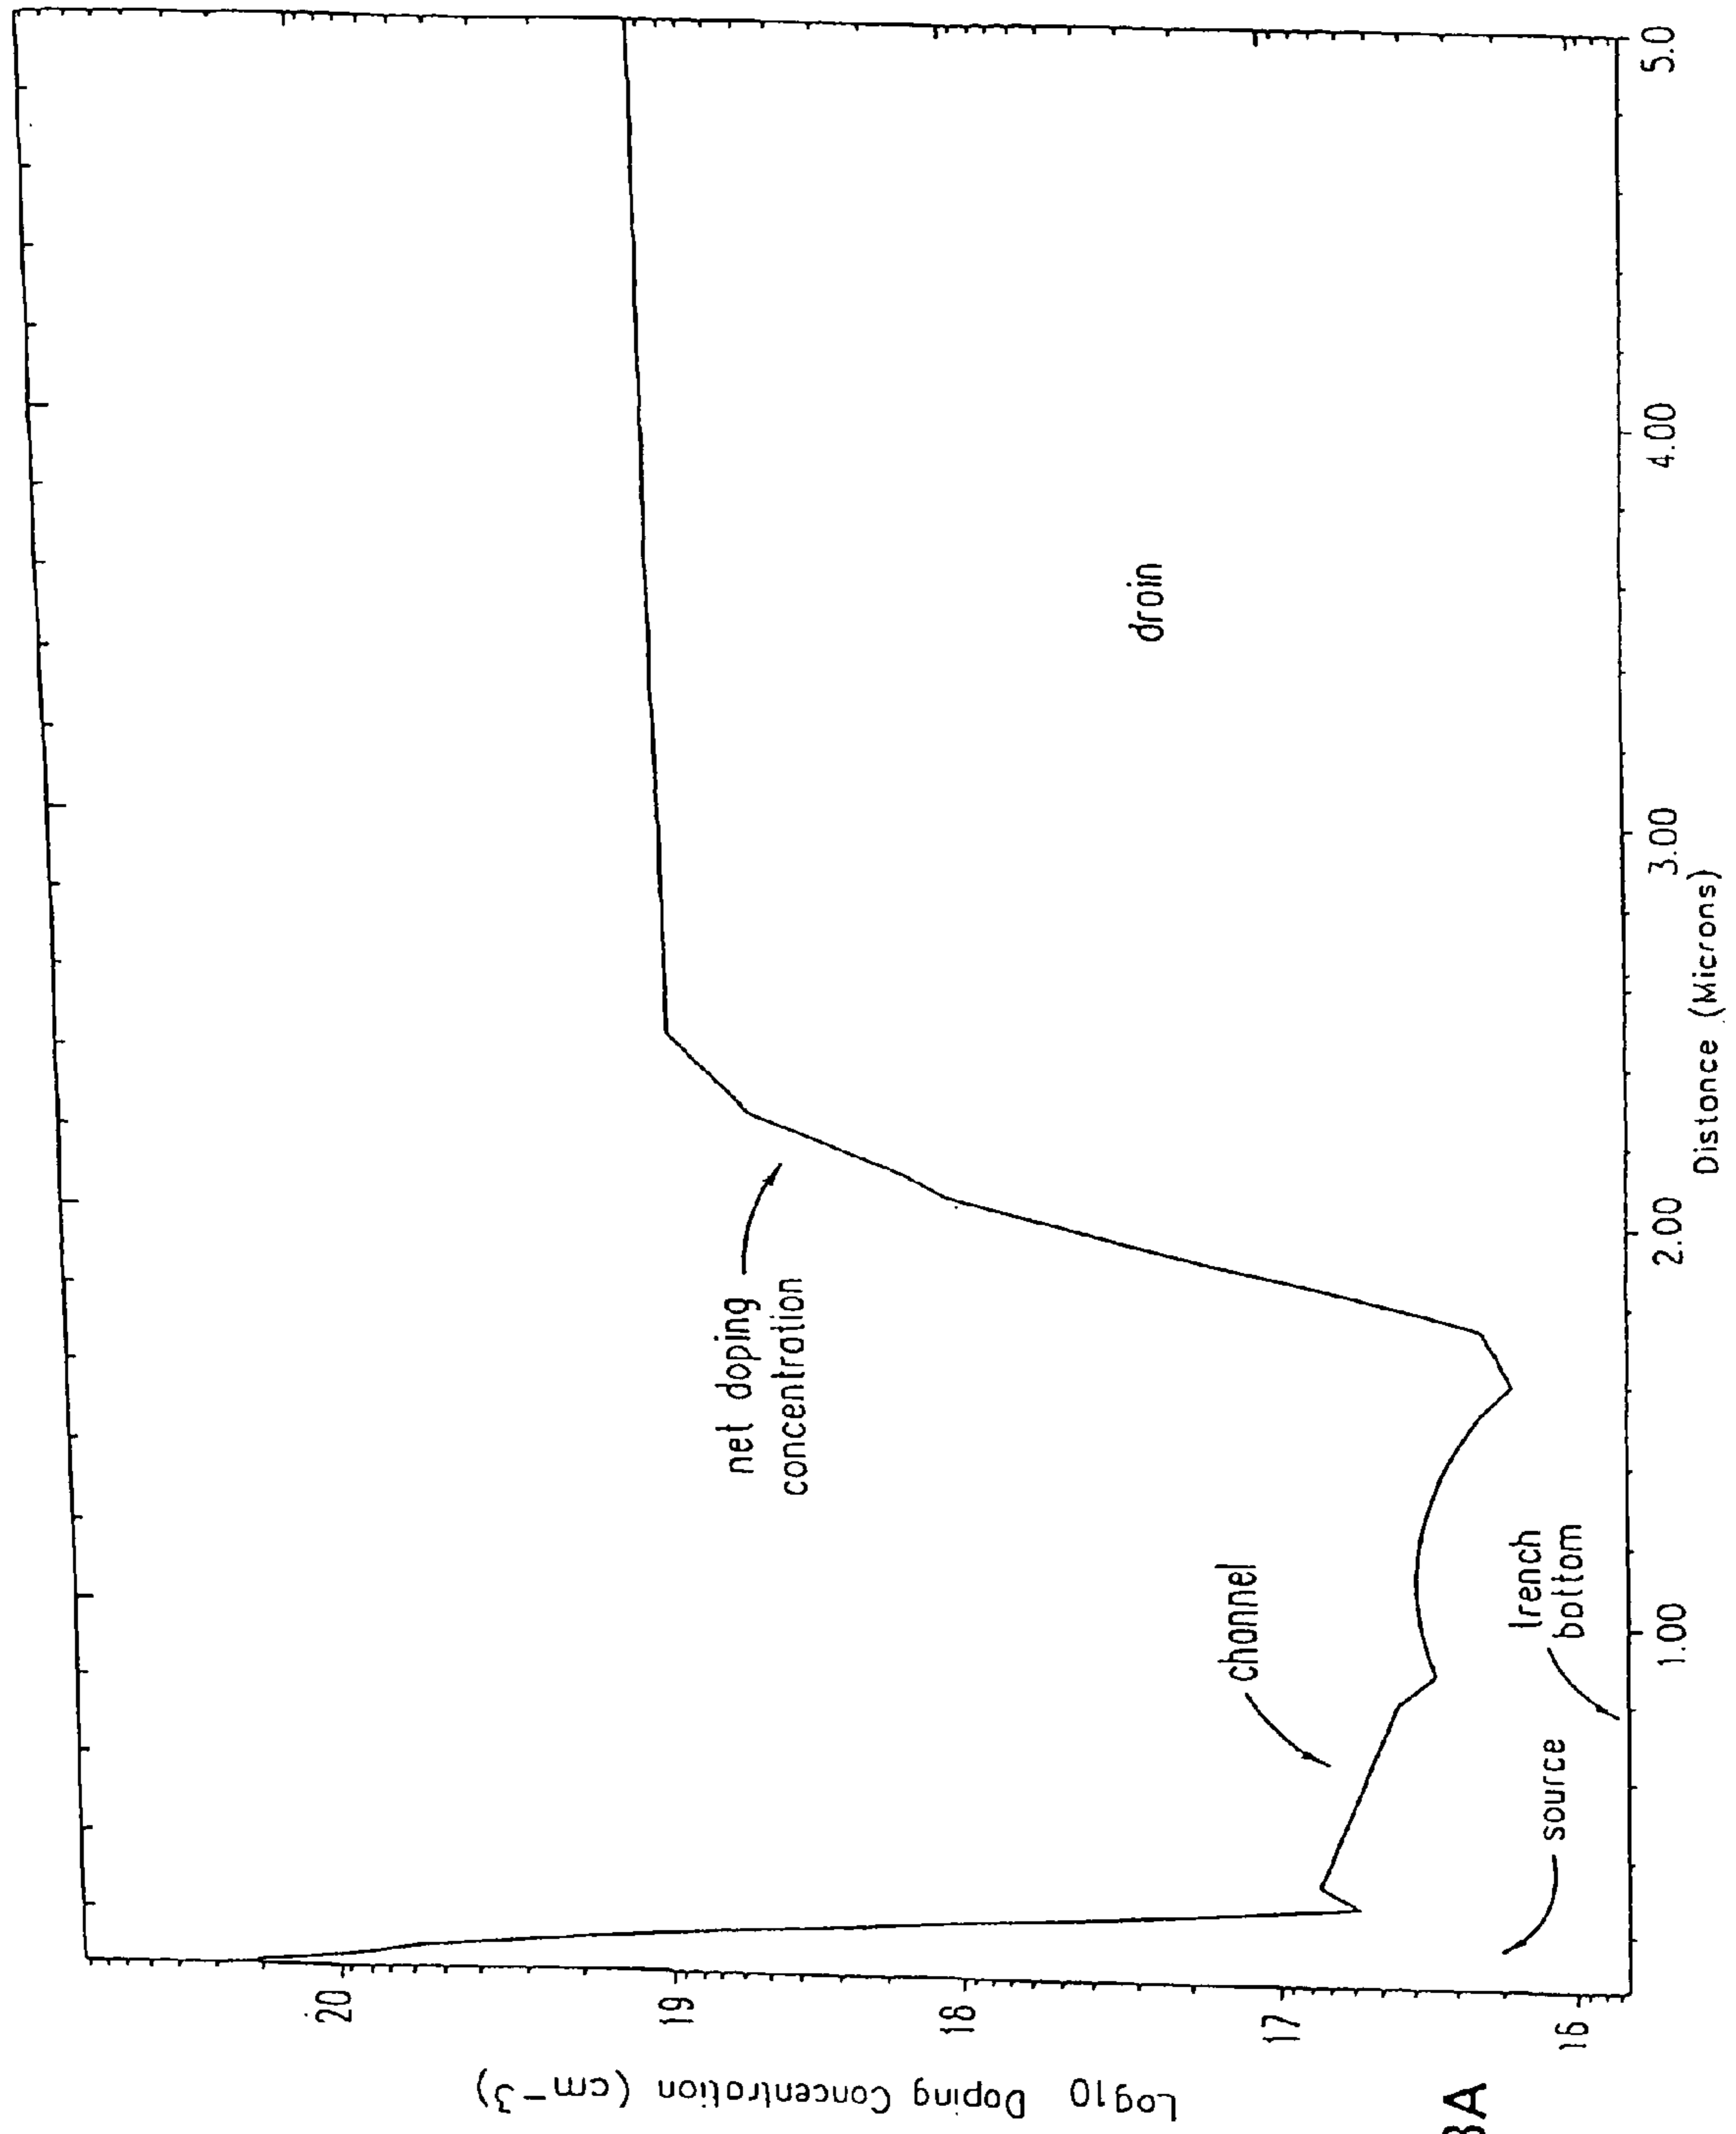 Log10 Doping Concentration (cm-3)
20
19
18
17
16
net doping
concentration
drain
channel
source
trench
bottom
1.00
2.00
3.00
4.00
5.0
Distance (Microns)